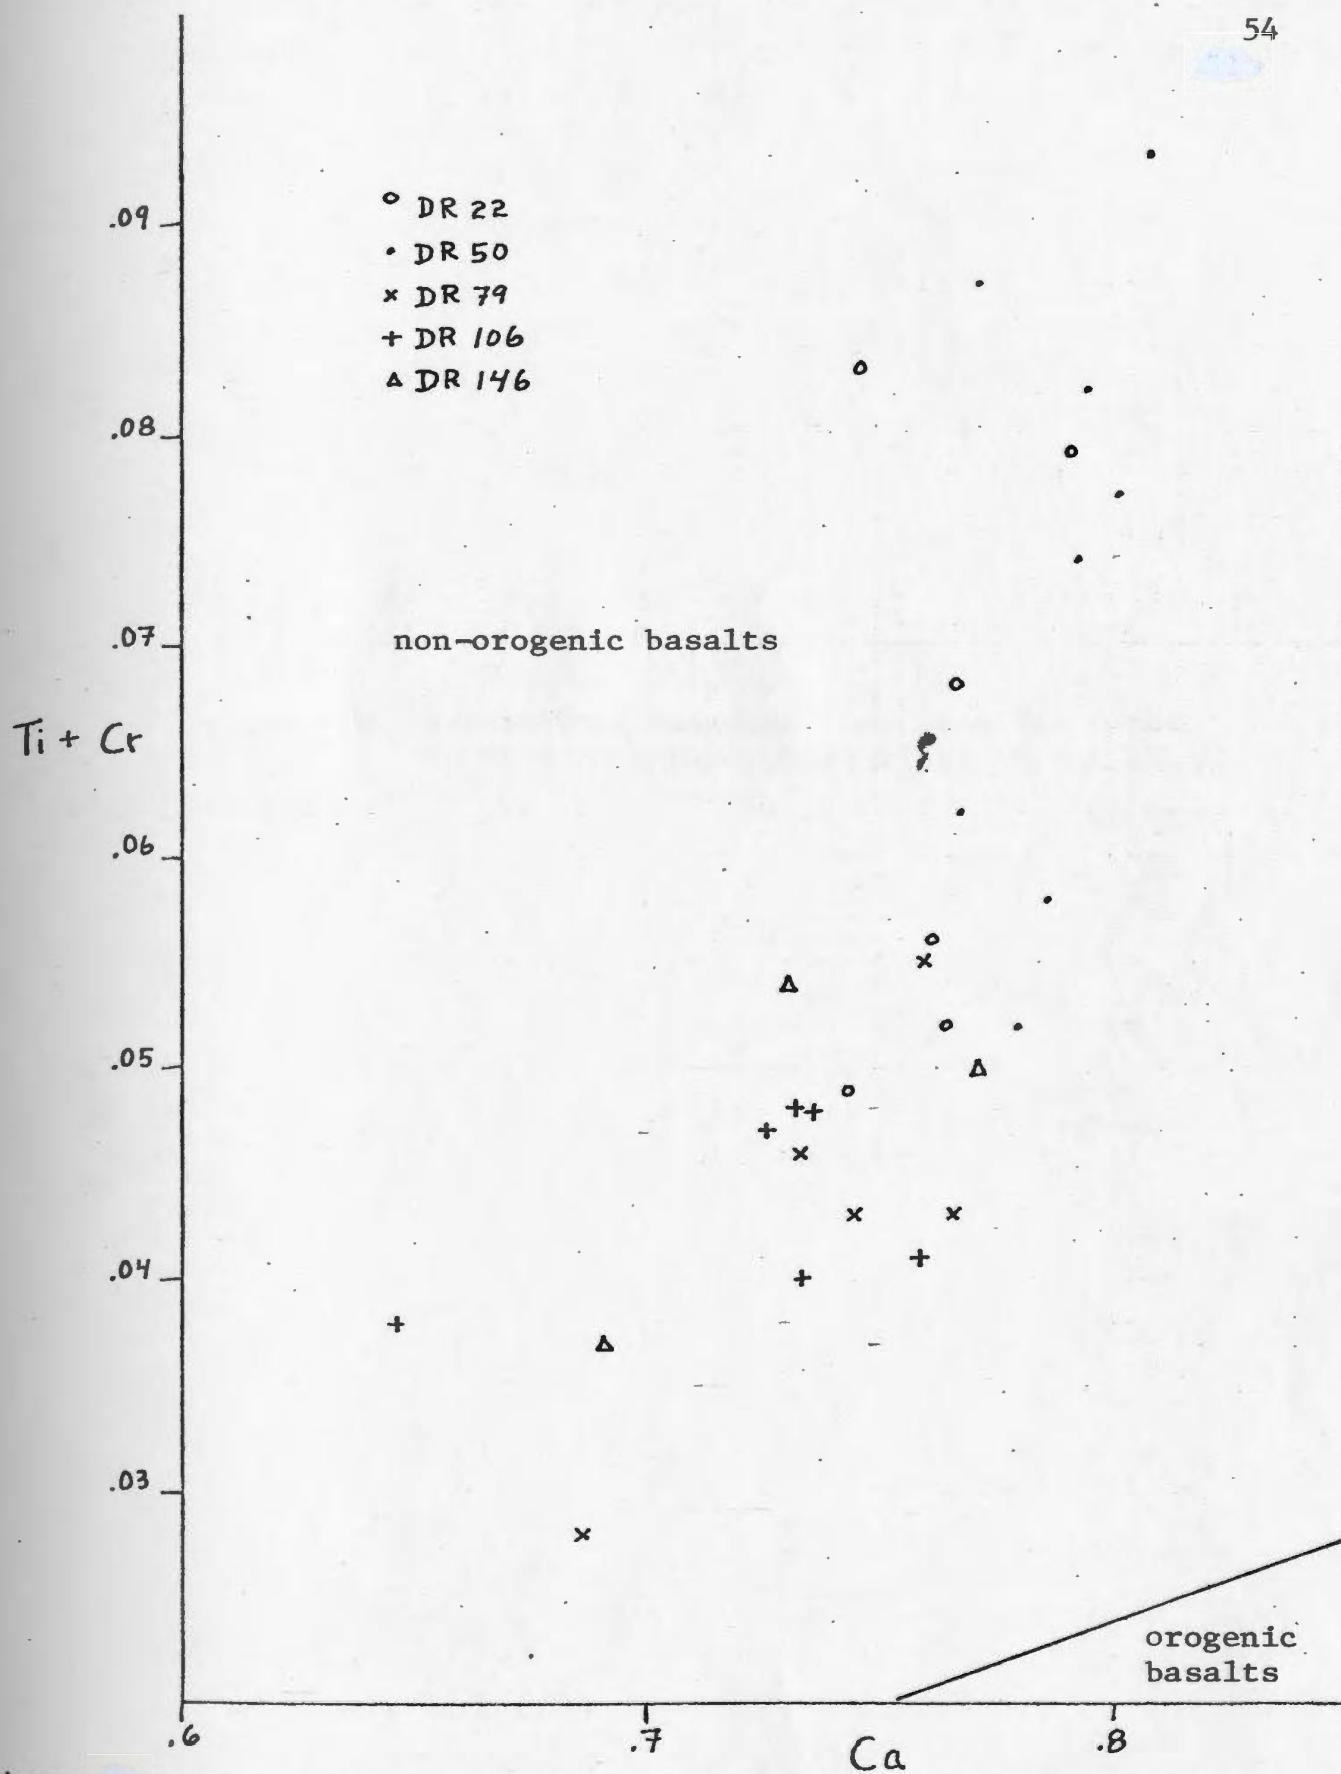 54
.09
o DR 22
• DR 50
x DR 79
+ DR 106
Δ DR 146
.08
.07
non-orogenic basalts
Ti + Cr
.06
.05
.04
.03
orogenic
basalts
.6
.7
.8
Ca